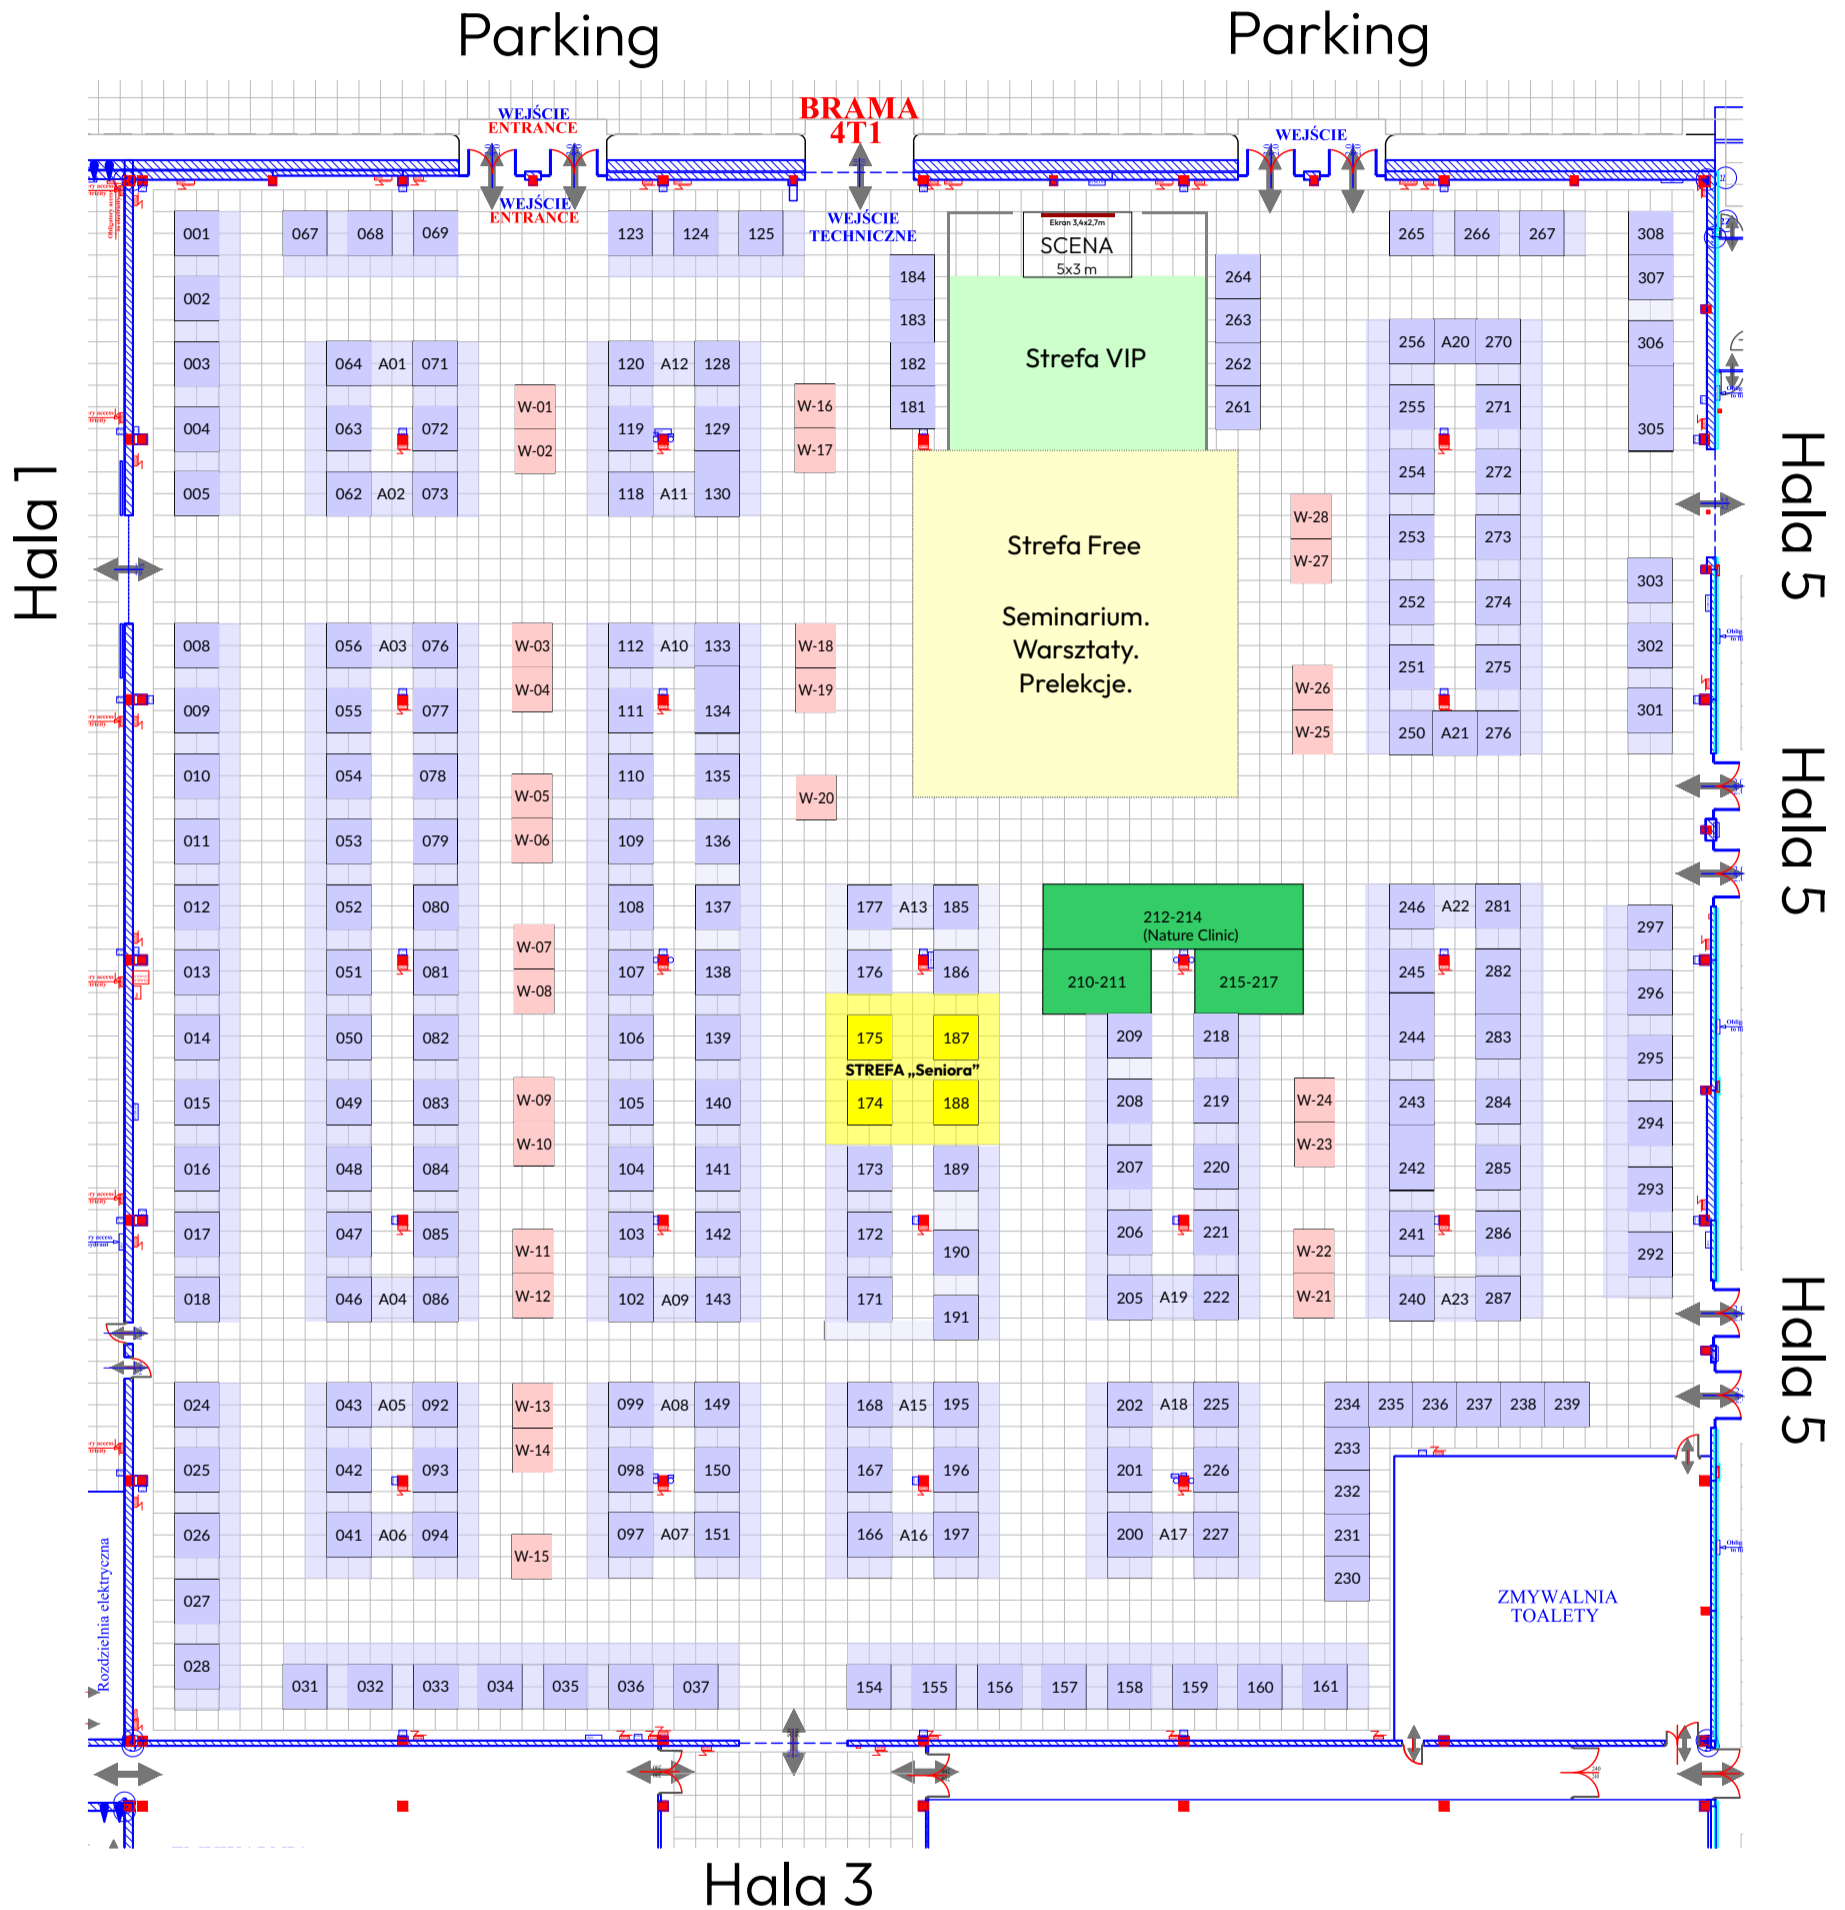 Parking
Parking
WEJŚCIE
ENTRANCE
BRAMA
4T1
WEJŚCIE
WEJŚCIE
ENTRANCE
WEJŚCIE
TECHNICZNE
Ekran 3,4x2,7m
SCENA
5x3 m
001
067
068
069
123
124
125
265
266
267
308
184
264
307
002
183
263
Strefa VIP
256
A20
270
306
003
064
A01
071
120
A12
128
182
262
W-01
W-16
181
261
255
271
004
063
072
119
129
305
W-02
W-17
254
272
005
062
A02
073
118
A11
130
Hala 1
Hala 5
W-28
Strefa Free
253
273
W-27
303
252
274
Seminarium.
Warsztaty.
Prelekcje.
008
056
A03
076
W-03
112
A10
133
W-18
302
251
275
W-04
W-19
W-26
009
055
077
111
134
301
W-25
250
A21
276
010
054
078
W-05
110
135
W-20
Hala 5
011
053
079
W-06
109
136
012
052
080
108
137
177
A13
185
212-214
(Nature Clinic)
246
A22
281
297
W-07
013
051
081
107
138
176
186
210-211
215-217
245
282
W-08
296
014
050
082
106
139
175
187
209
218
244
283
295
STREFA „Seniora”
015
049
083
W-09
105
140
174
188
208
219
W-24
243
284
294
W-10
W-23
016
048
084
104
141
173
189
207
220
242
285
293
017
047
085
W-11
103
142
172
190
206
221
W-22
241
286
292
018
046
A04
086
W-12
102
A09
143
171
191
205
A19
222
W-21
240
A23
287
Hala 5
024
043
A05
092
W-13
099
A08
149
168
A15
195
202
A18
225
234
235
236
237
238
239
W-14
233
025
042
093
098
150
167
196
201
226
232
026
041
A06
094
097
A07
151
166
A16
197
200
A17
227
231
W-15
230
Rozdzielnia elektryczna
027
ZMYWALNIA
TOALETY
028
031
032
033
034
035
036
037
154
155
156
157
158
159
160
161
Hala 3